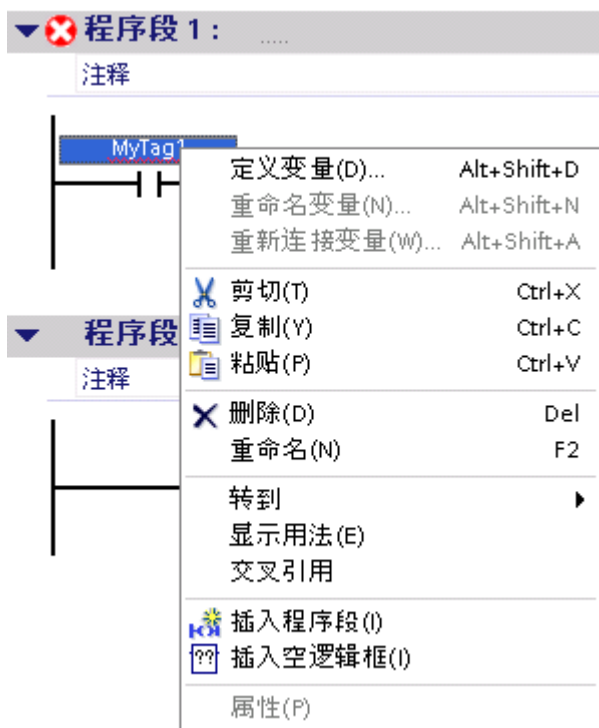 程序段 1： .....
注释
MyTag1
定义变量(D)... Alt+Shift+D
重命名变量(N)... Alt+Shift+N
重新连接变量(W)... Alt+Shift+A
剪切(T) Ctrl+X
复制(Y) Ctrl+C
粘贴(P) Ctrl+V
程序段
注释
删除(D) Del
重命名(N) F2
转到
显示用法(E)
交叉引用
插入程序段(I)
??
插入空逻辑框(I)
属性(P)